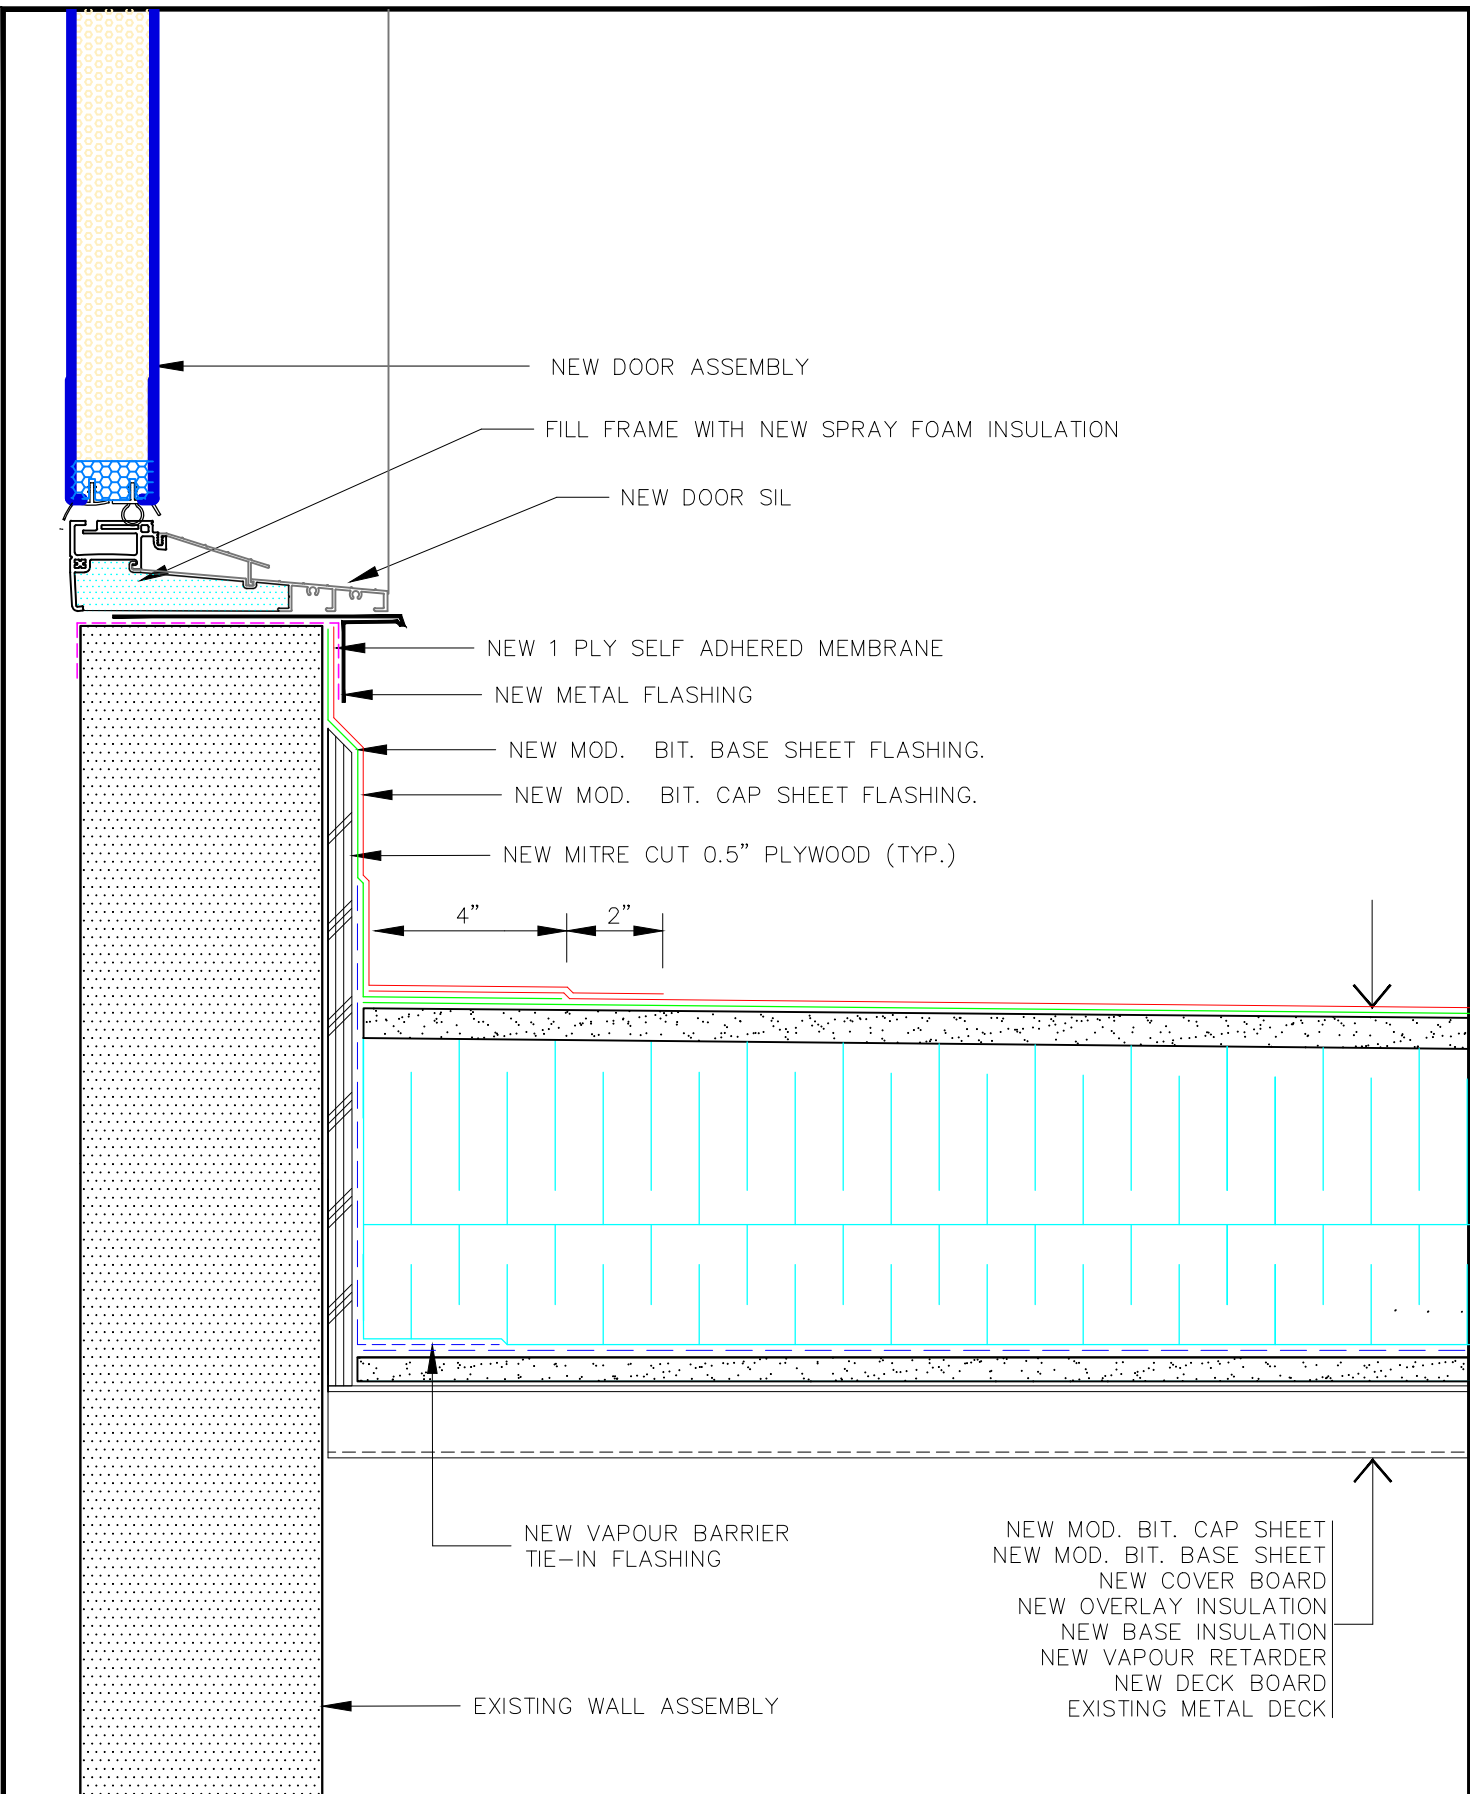 NEW DOOR ASSEMBLY
FILL FRAME WITH NEW SPRAY FOAM INSULATION
NEW DOOR SIL
NEW 1 PLY SELF ADHERED MEMBRANE
NEW METAL FLASHING
NEW MOD. BIT. BASE SHEET FLASHING.
NEW MOD. BIT. CAP SHEET FLASHING.
NEW MITRE CUT 0.5” PLYWOOD (TYP.)
4” 2”
NEW VAPOUR BARRIER
TIE–IN FLASHING
NEW MOD. BIT. CAP SHEET
NEW MOD. BIT. BASE SHEET
NEW COVER BOARD
NEW OVERLAY INSULATION
NEW BASE INSULATION
NEW VAPOUR RETARDER
NEW DECK BOARD
EXISTING METAL DECK
EXISTING WALL ASSEMBLY